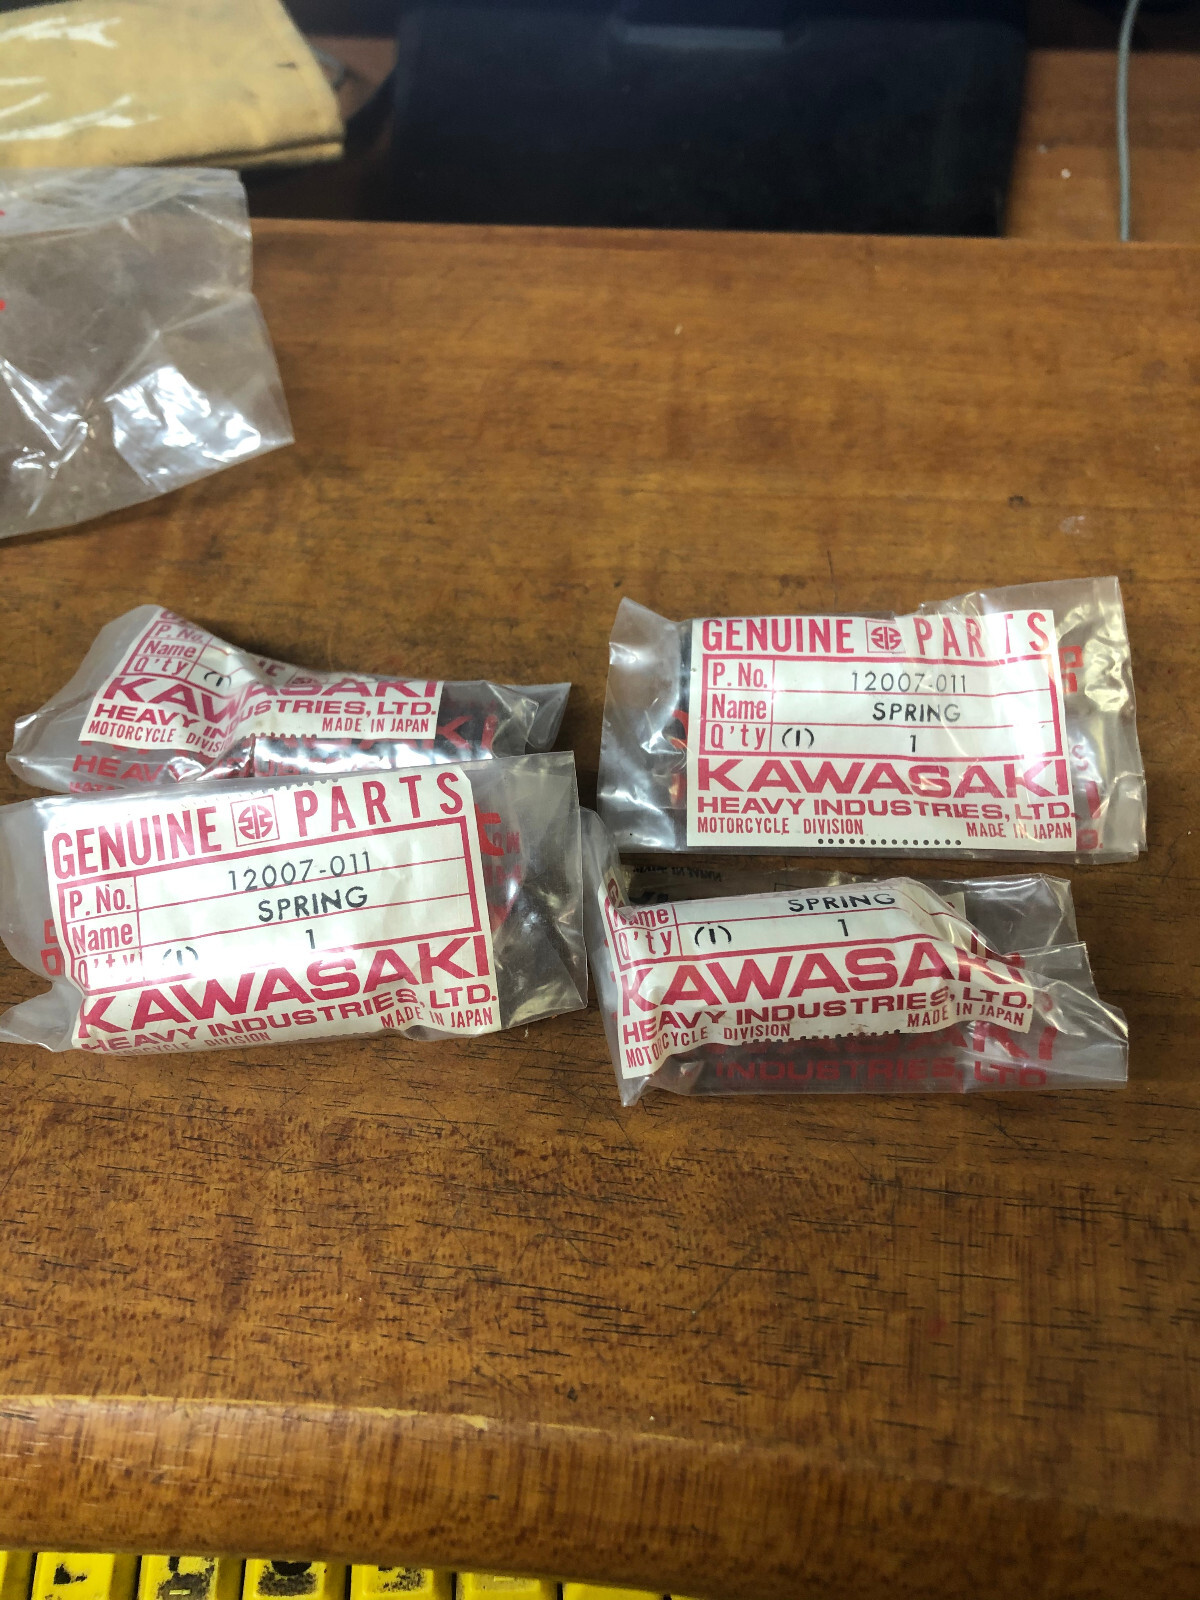 P. No.
Name
Q'ty (1)
KAWASAKI
HEAVY INDUSTRIES, LTD.
MOTORCYCLE DIVISION MADE IN JAPAN
GENUINE PARTS
P. No. 12007-011
Name SPRING
Q'ty (1) 1
KAWASAKI
HEAVY INDUSTRIES, LTD.
MOTORCYCLE DIVISION MADE IN JAPAN
GENUINE PARTS
P. No. 12007-011
Name SPRING
Q'ty (1) 1
KAWASAKI
HEAVY INDUSTRIES, LTD.
DIVISION MADE IN JAPAN
Name SPRING
Q'ty (1) 1
KAWASAKI
HEAVY INDUSTRIES, LTD.
MOTORCYCLE DIVISION MADE IN JAPAN
INDUSTRIES, LTD